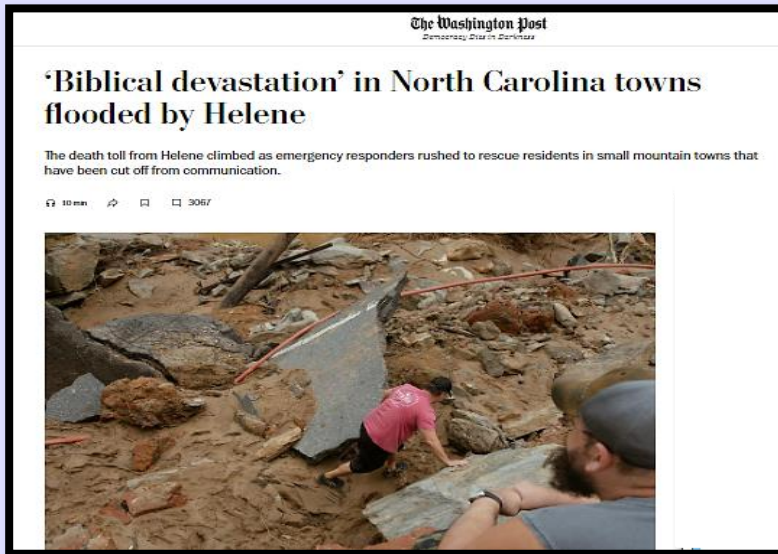 The Washington Post
Democracy Dies in Darkness
‘Biblical devastation’ in North Carolina towns
flooded by Helene
The death toll from Helene climbed as emergency responders rushed to rescue residents in small mountain towns that
have been cut off from communication.
10 min 3067